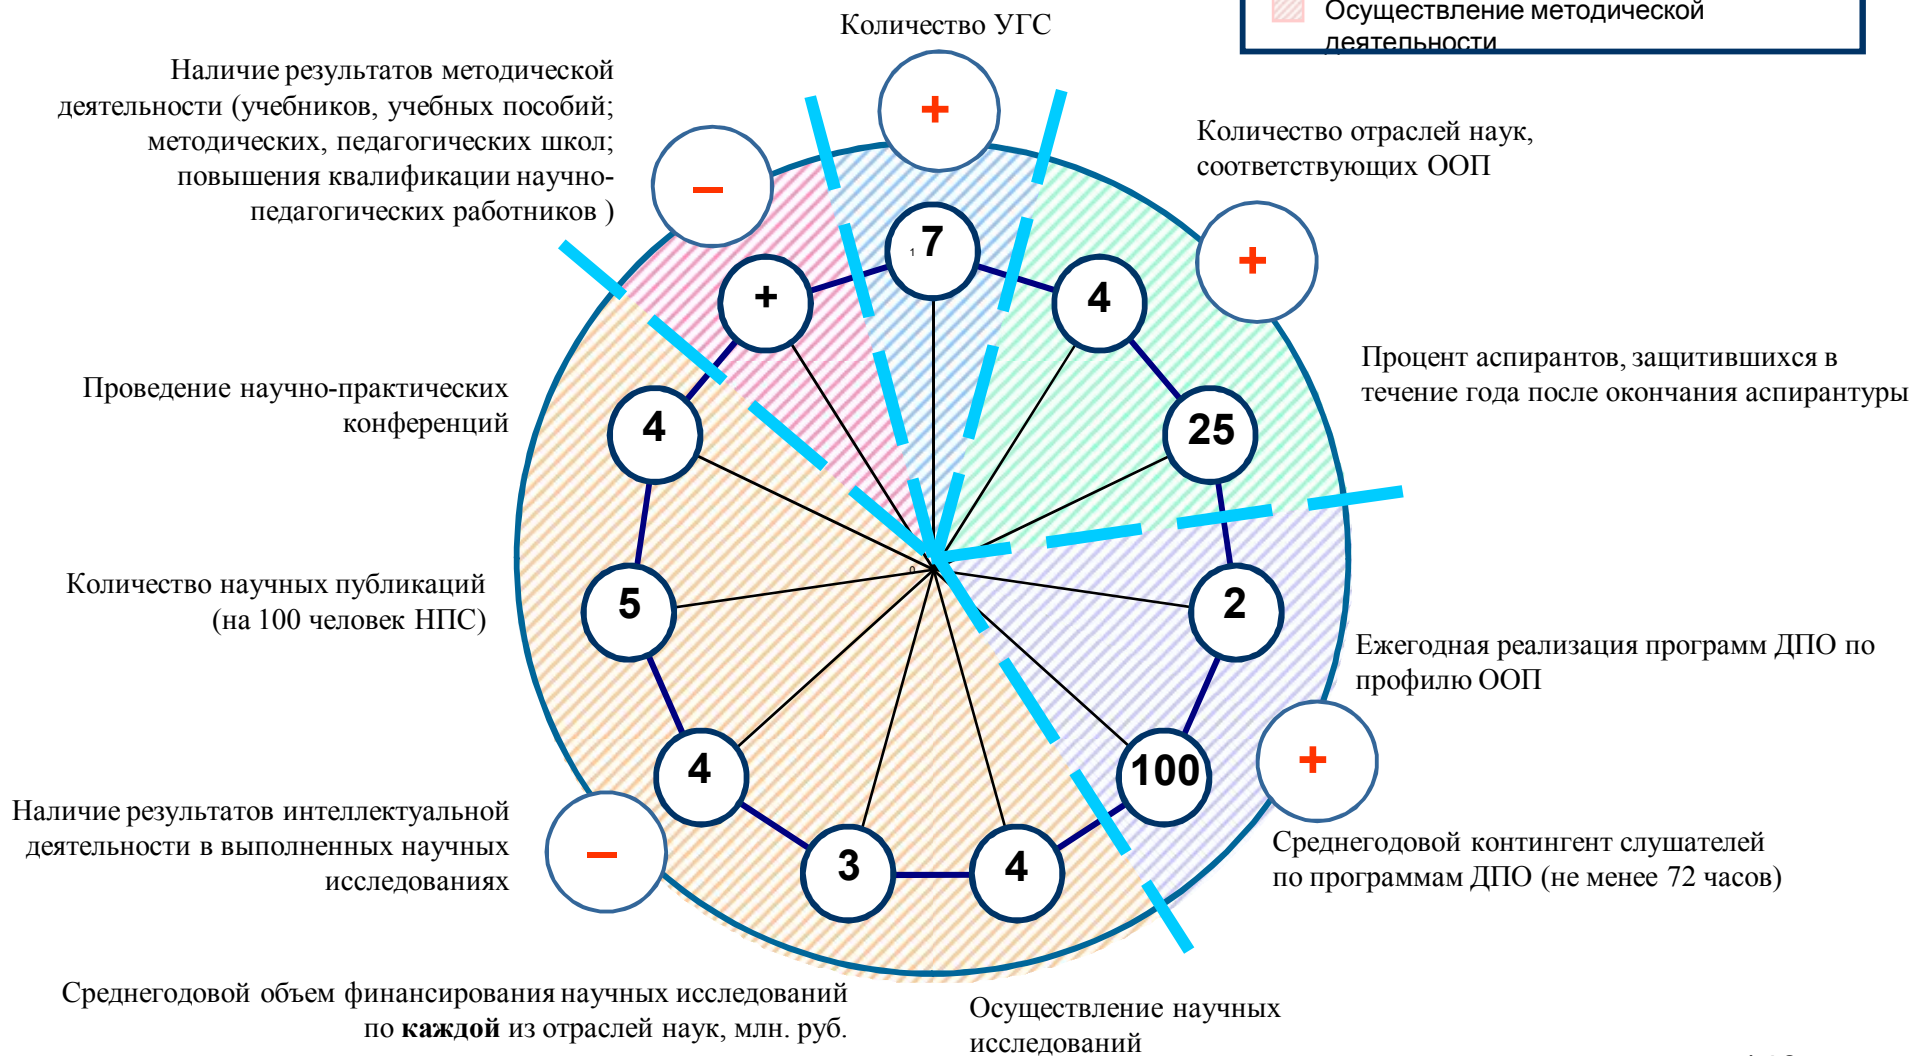 Количество УГС
Осуществление методической
деятельности
Наличие результатов методической
деятельности (учебников, учебных пособий;
методических, педагогических школ;
повышения квалификации научно-
педагогических работников )
+
–
Количество отраслей наук,
соответствующих ООП
+
1 7
+
4
Процент аспирантов, защитившихся в
течение года после окончания аспирантуры
Проведение научно-практических
конференций
4
25
0
Количество научных публикаций
(на 100 человек НПС)
5
2
Ежегодная реализация программ ДПО по
профилю ООП
4
100
+
Наличие результатов интеллектуальной
деятельности в выполненных научных
исследованиях
–
3
4
Среднегодовой контингент слушателей
по программам ДПО (не менее 72 часов)
Среднегодовой объем финансирования научных исследований
по каждой из отраслей наук, млн. руб.
Осуществление научных
исследований